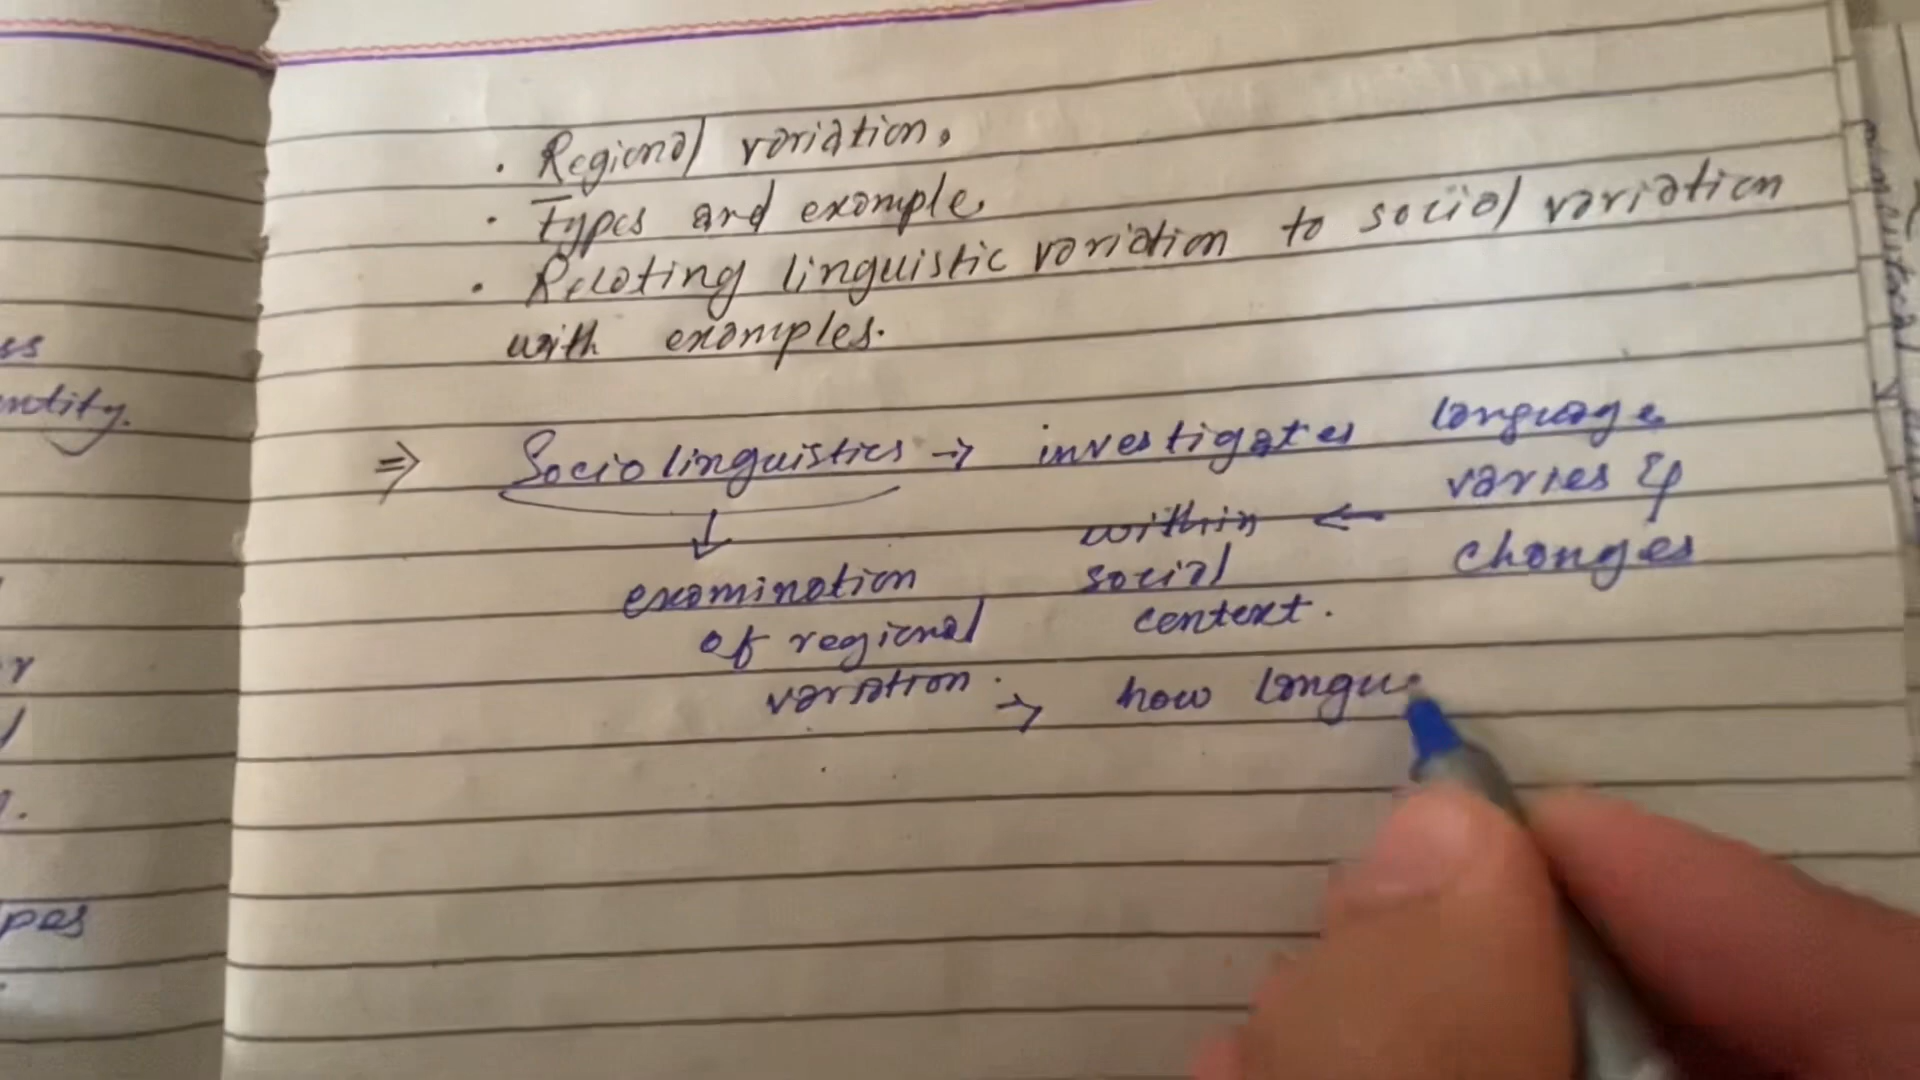 • Regional variation.
• Types and example.
• Relating linguistic variation to social variation
with examples.
⇒ Sociolinguistics → investigates language
varies &
within ←
changes
↓
examination
social
of regional
context.
variation. → how langu
ss
ntity.
r
pes